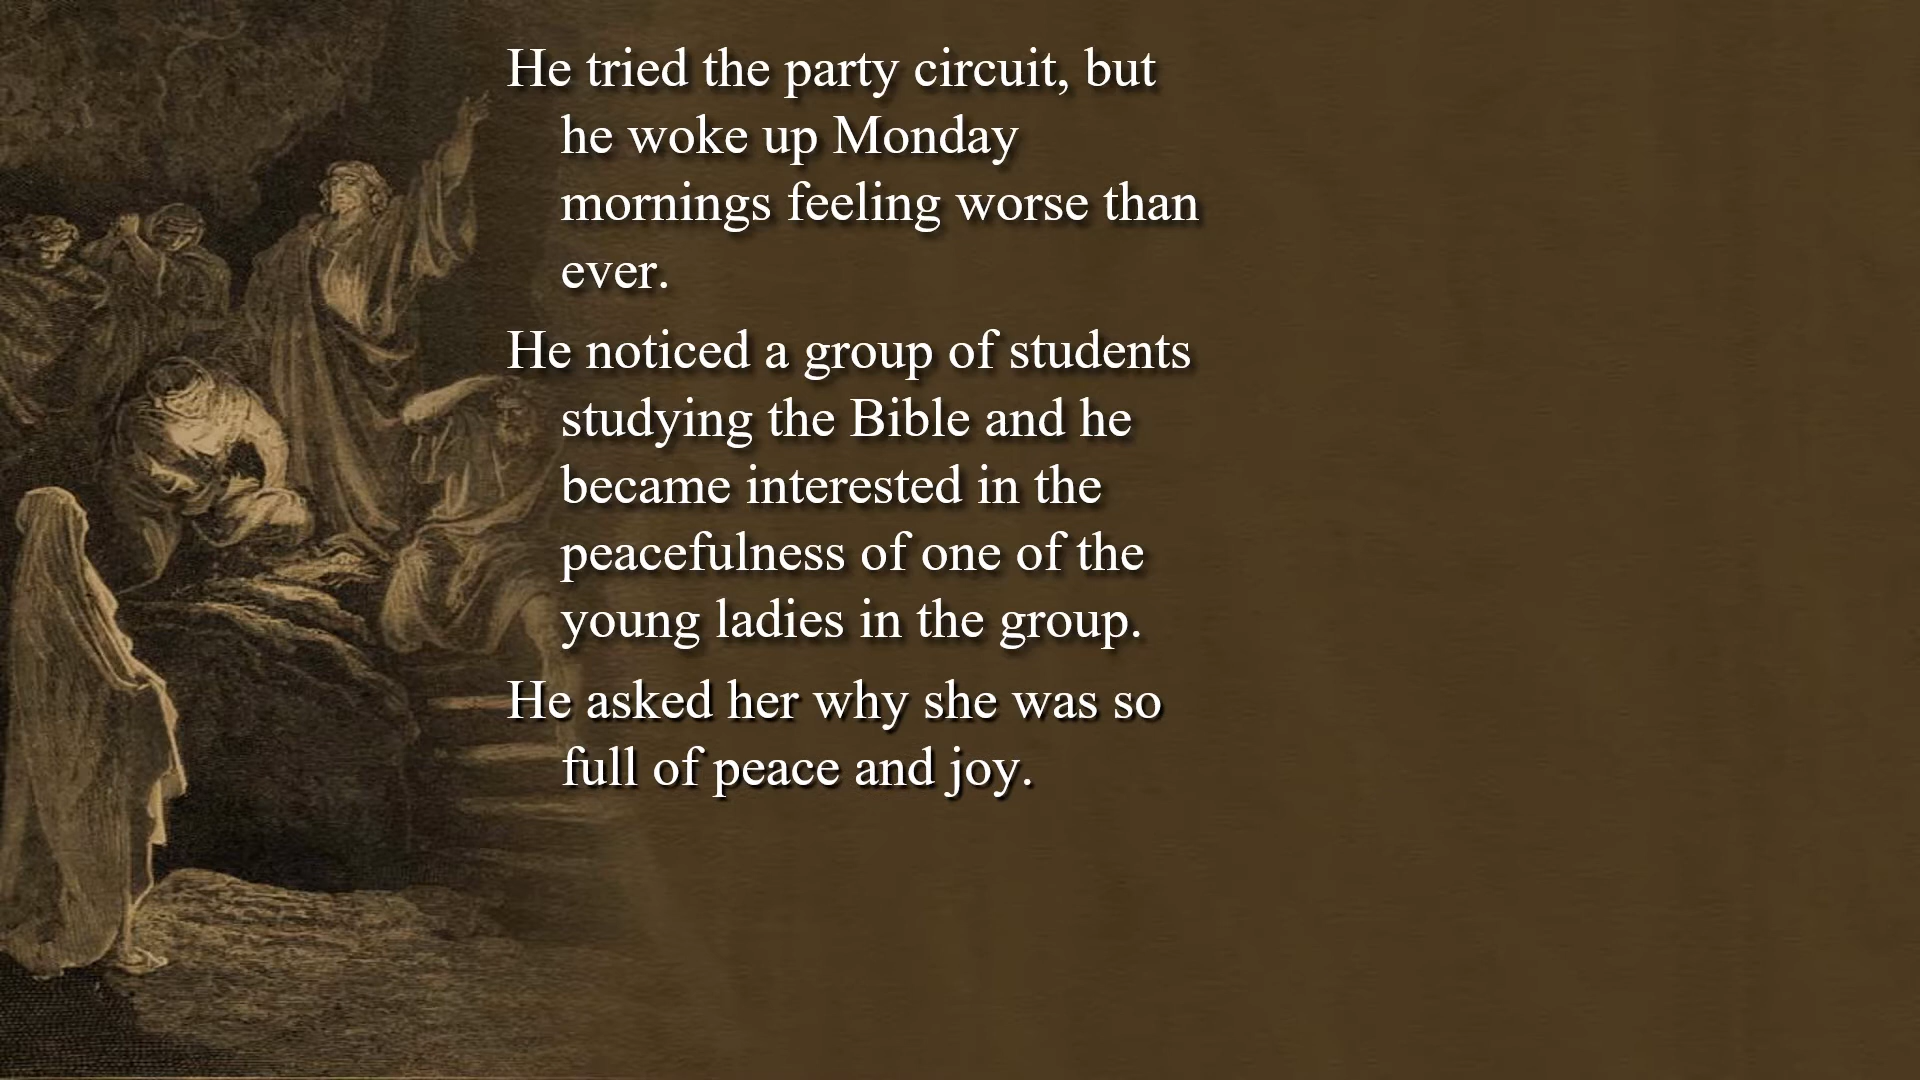 He tried the party circuit, but
he woke up Monday
mornings feeling worse than
ever.
He noticed a group of students
studying the Bible and he
became interested in the
peacefulness of one of the
young ladies in the group.
He asked her why she was so
full of peace and joy.